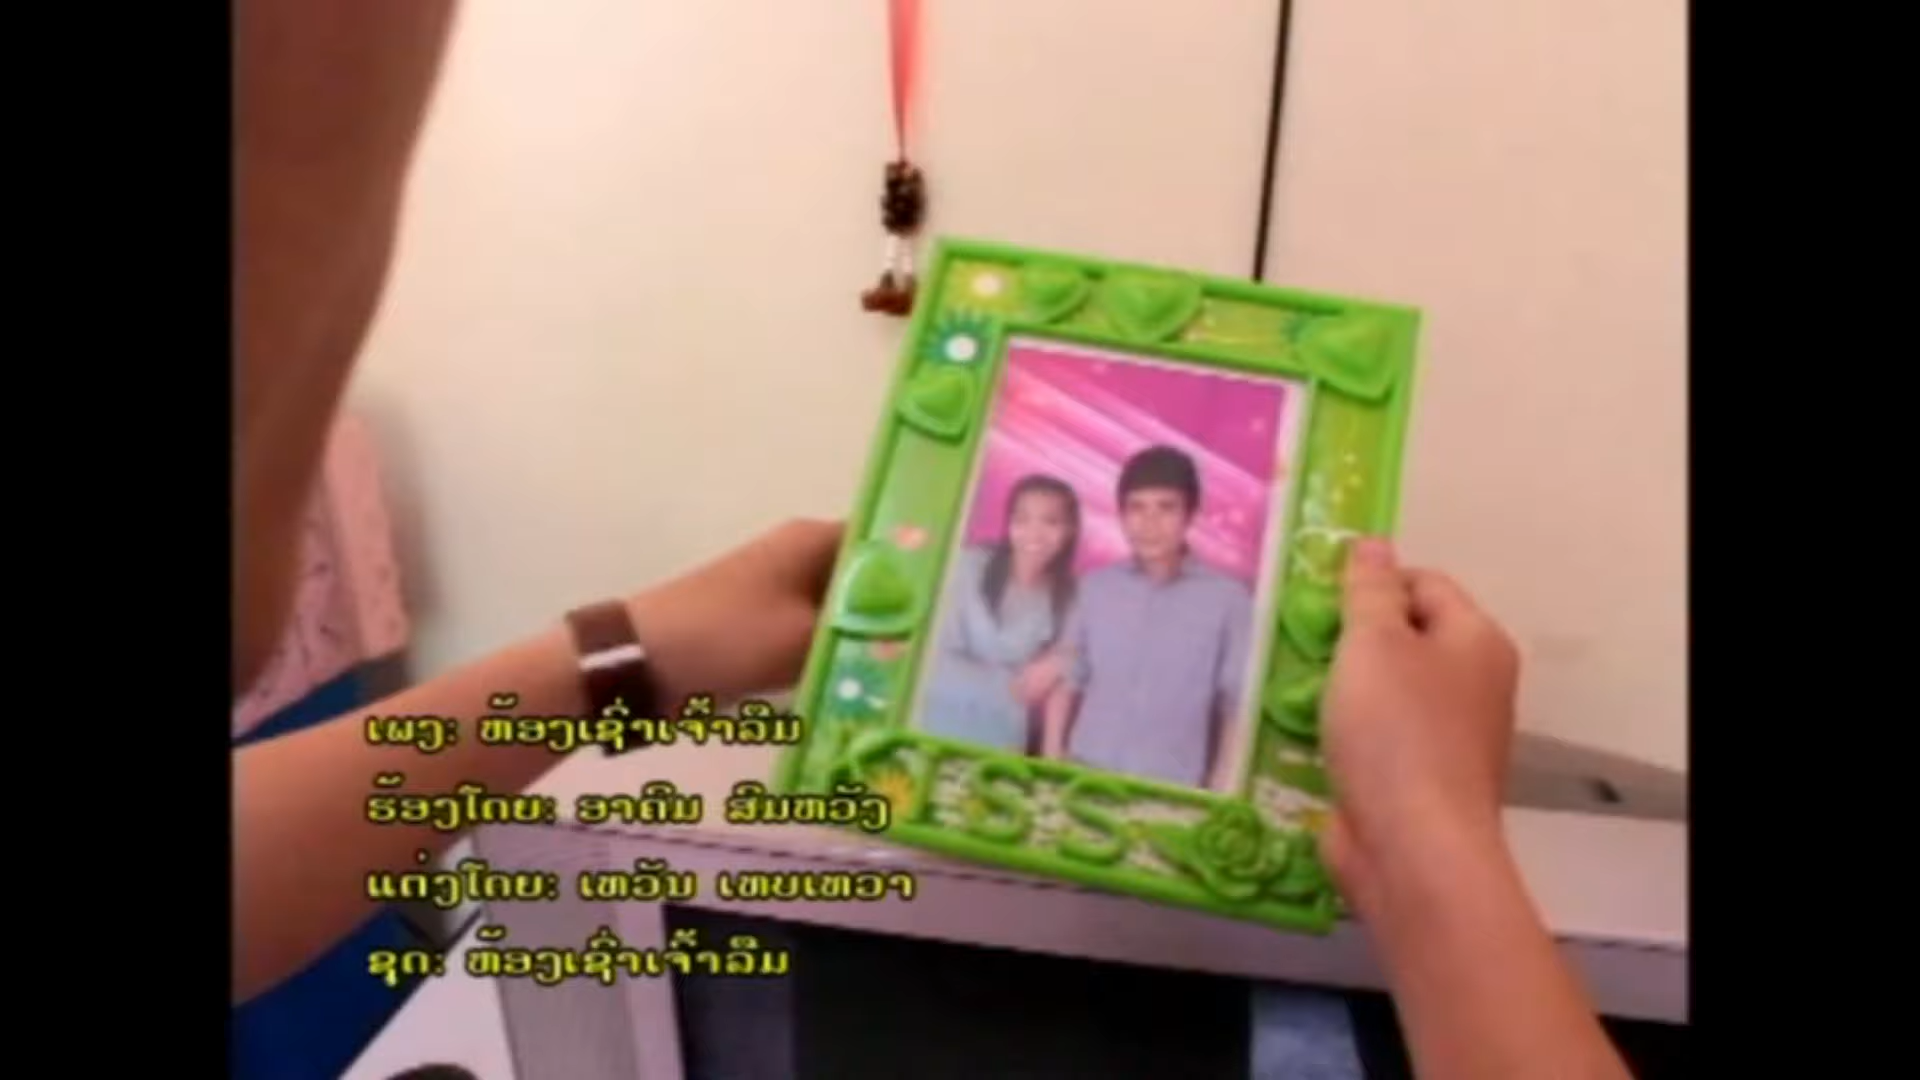 KISS
ເພງ: ຫ້ອງເຊົ່າເຈົ້າລືມ
ຮ້ອງໂດຍ: ອາຄົມ ສົມຫວັງ
ແຕ່ງໂດຍ: ເທວັນ ເທບເທວາ
ຊຸດ: ຫ້ອງເຊົ່າເຈົ້າລືມ